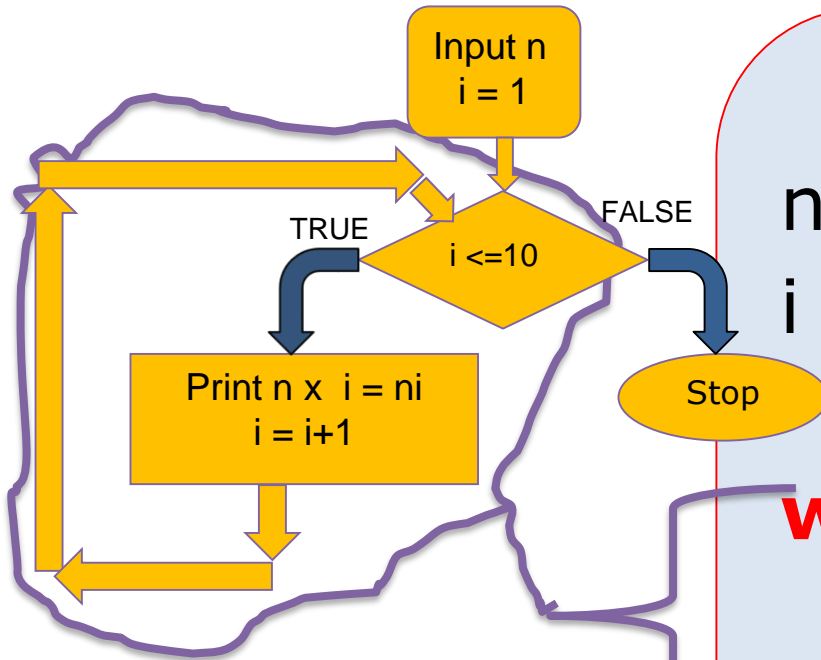 Input n
i = 1
TRUE
FALSE
i <=10
Print n x i = ni
i = i+1
Stop
n
i
w